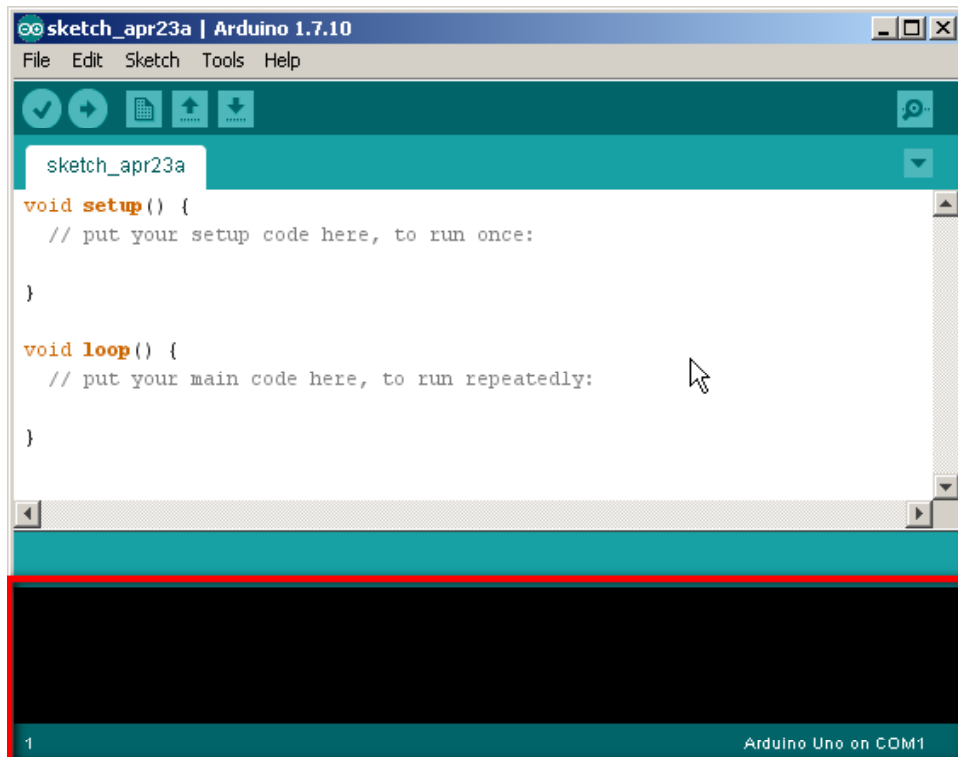 sketch_apr23a | Arduino 1.7.10
File Edit Sketch Tools Help
sketch_apr23a
void setup() {
  // put your setup code here, to run once:
}
void loop() {
  // put your main code here, to run repeatedly:
}
1 Arduino Uno on COM1